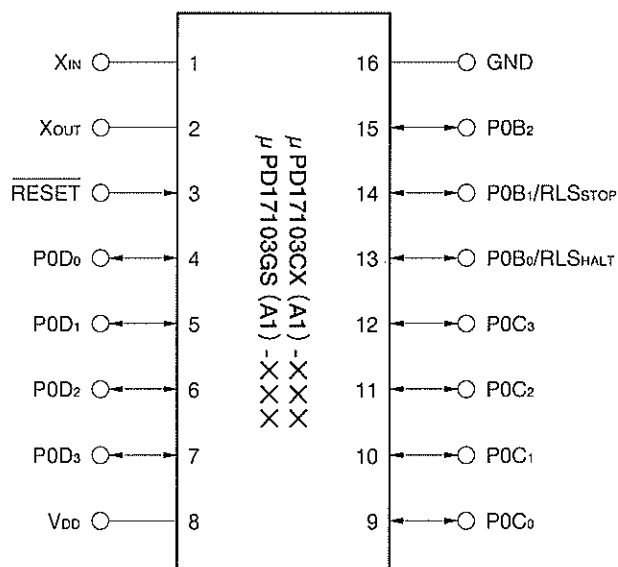 XIN 1 16 GND
XOUT 2 15 P0B2
RESET 3 14 P0B1/RLSSTOP
P0D0 4 13 P0B0/RLSHALT
P0D1 5 12 P0C3
P0D2 6 11 P0C2
P0D3 7 10 P0C1
VDD 8 9 P0C0
μPD17103CX (A1) -XXX
μPD17103GS (A1) -XXX